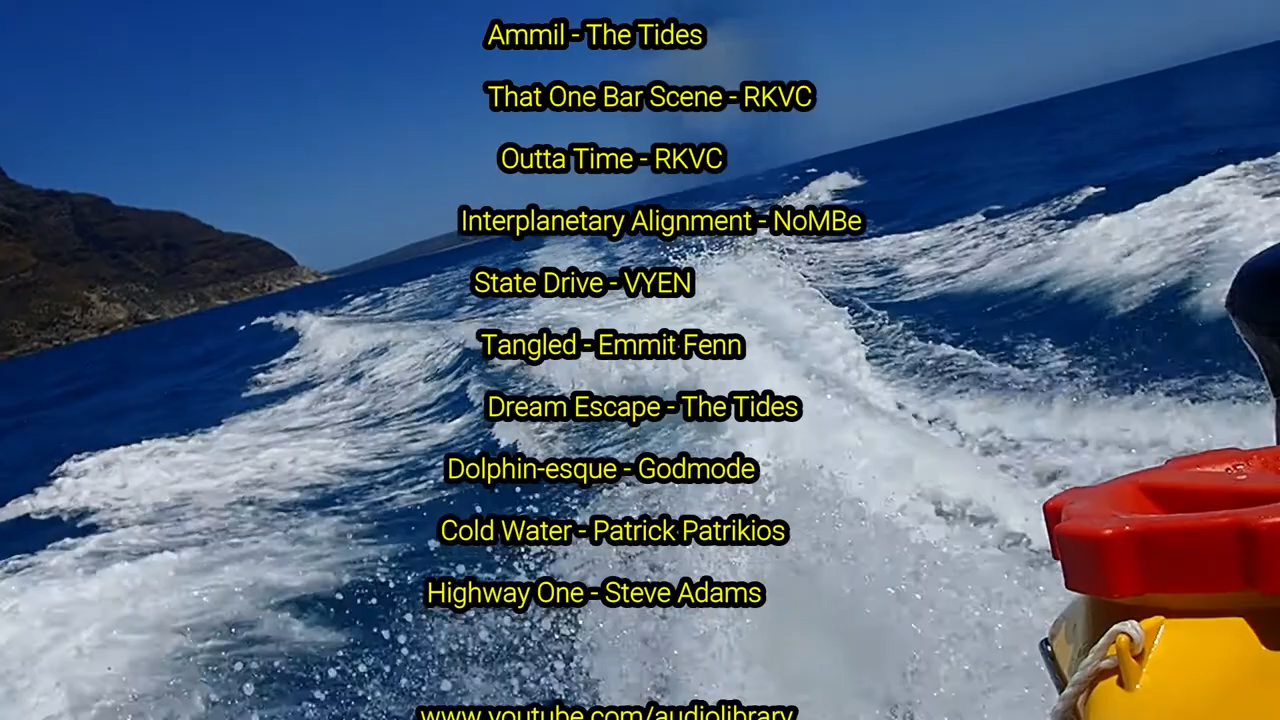 Ammil - The Tides
That One Bar Scene - RKVC
Outta Time - RKVC
Interplanetary Alignment - NoMBe
State Drive - VYEN
Tangled - Emmit Fenn
Dream Escape - The Tides
Dolphin-esque - Godmode
Cold Water - Patrick Patrikios
Highway One - Steve Adams
www.youtube.com/audiolibrary